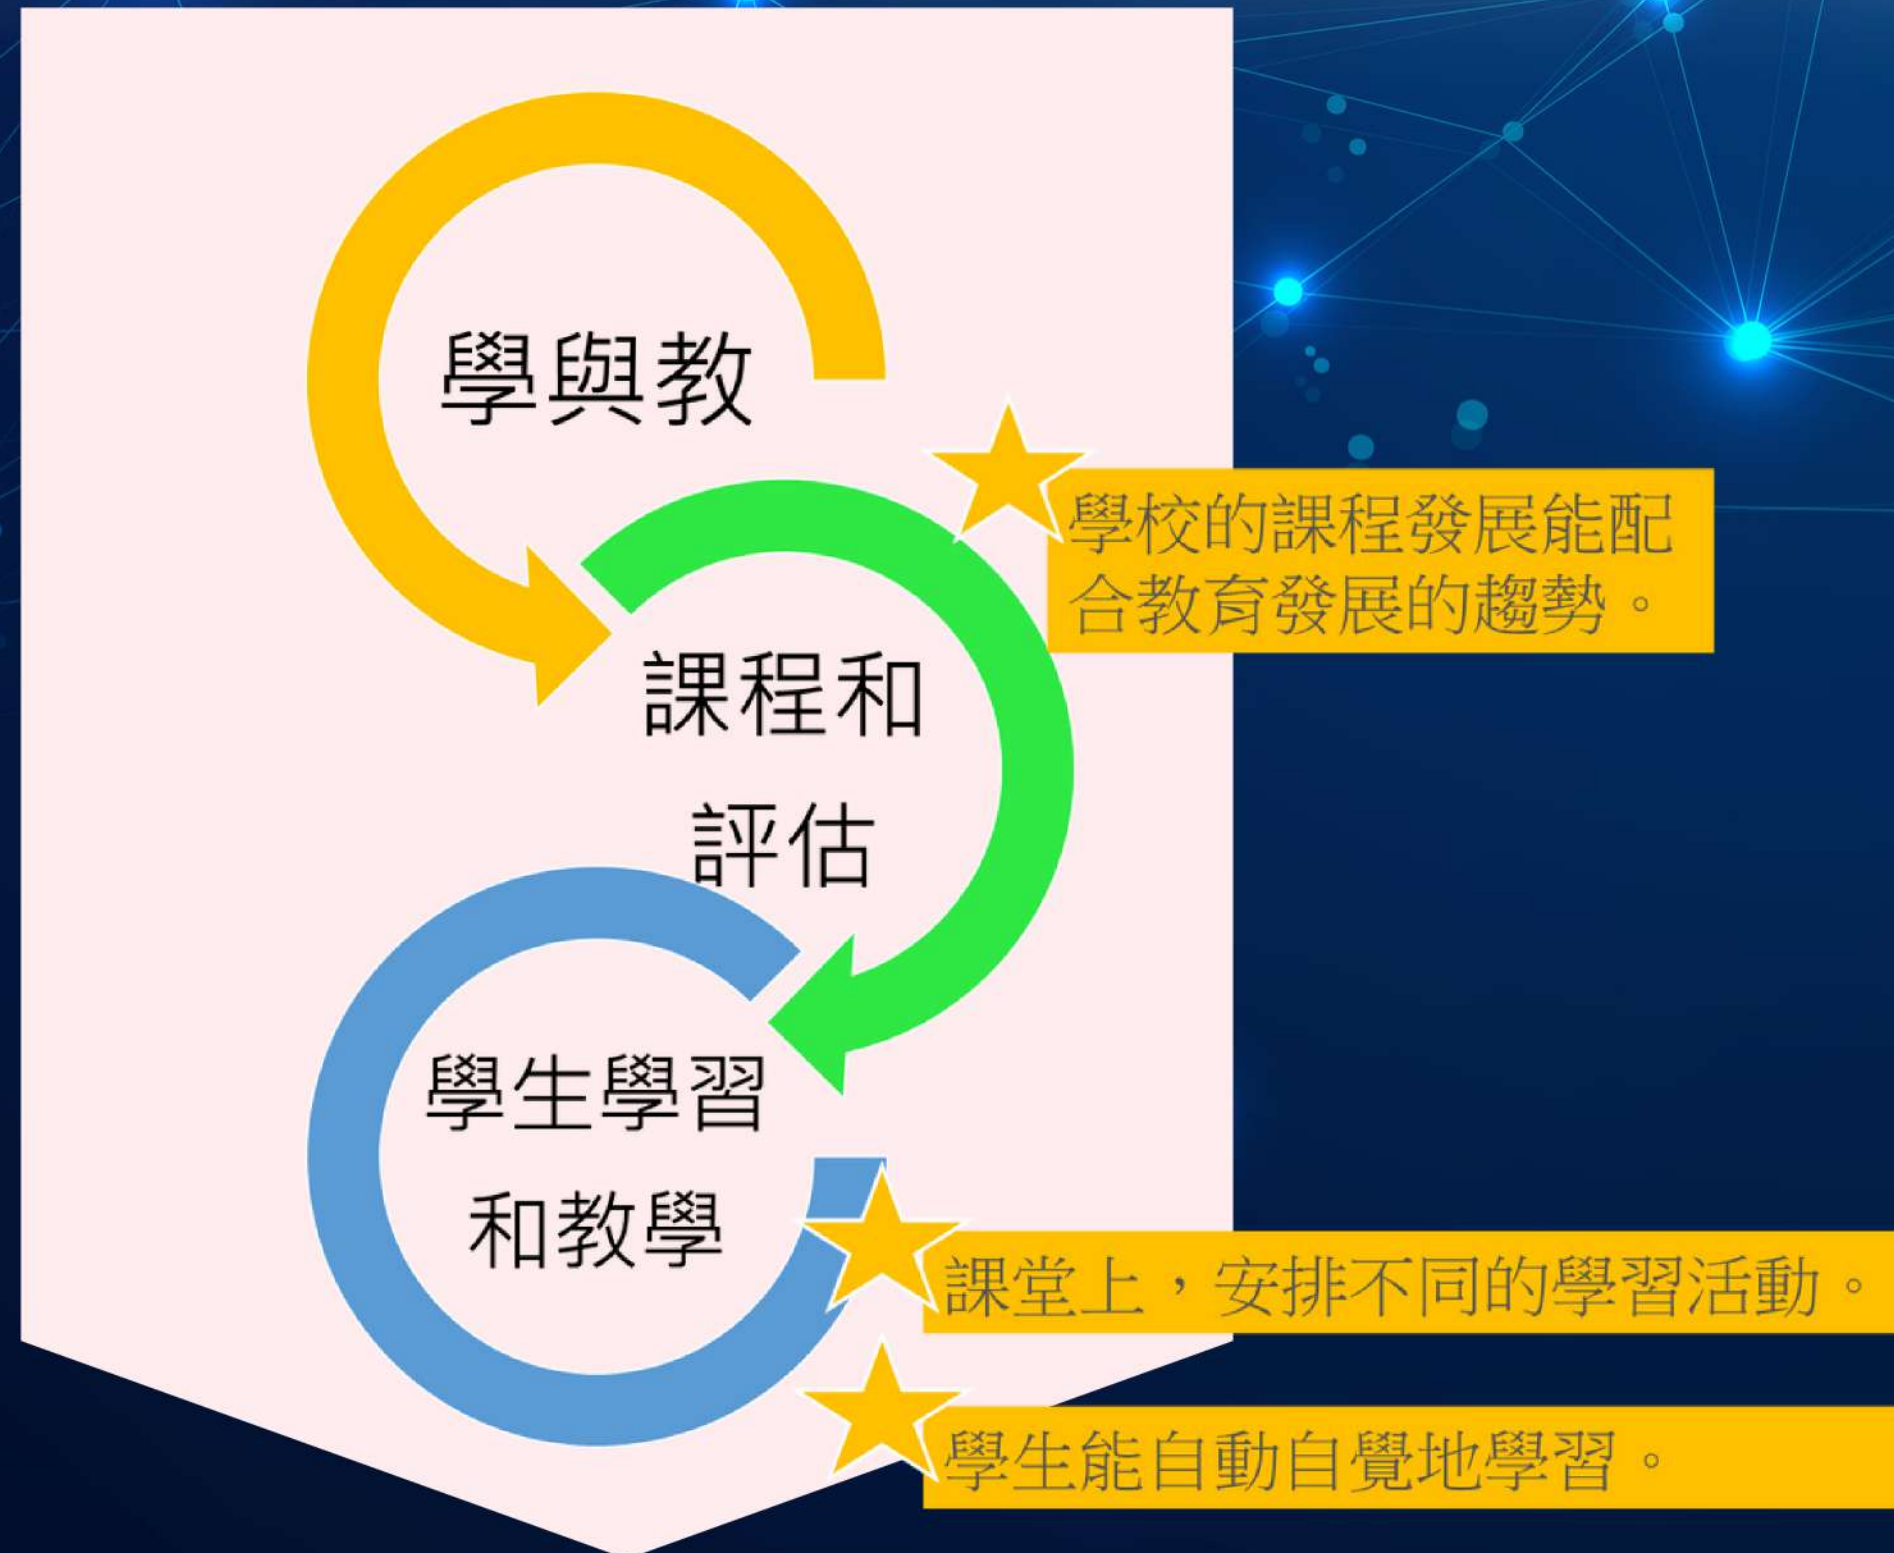 學與教
學校的課程發展能配
合教育發展的趨勢。
課程和
評估
學生學習
和教學
課堂上，安排不同的學習活動。
學生能自動自覺地學習。